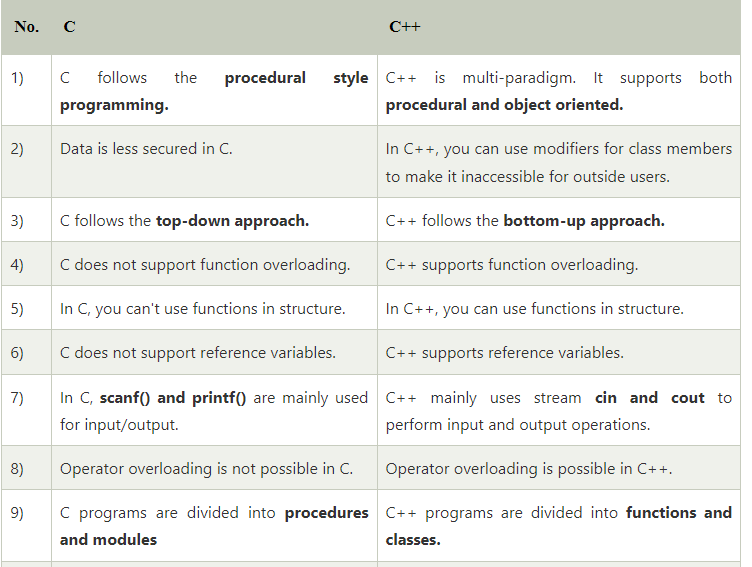 No. C C++
1) C follows the procedural style C++ is multi-paradigm. It supports both
programming. procedural and object oriented.
2) Data is less secured in C. In C++, you can use modifiers for class members
to make it inaccessible for outside users.
3) C follows the top-down approach. C++ follows the bottom-up approach.
4) C does not support function overloading. C++ supports function overloading.
5) In C, you can't use functions in structure. In C++, you can use functions in structure.
6) C does not support reference variables. C++ supports reference variables.
7) In C, scanf() and printf() are mainly used C++ mainly uses stream cin and cout to
for input/output. perform input and output operations.
8) Operator overloading is not possible in C. Operator overloading is possible in C++.
9) C programs are divided into procedures C++ programs are divided into functions and
and modules classes.